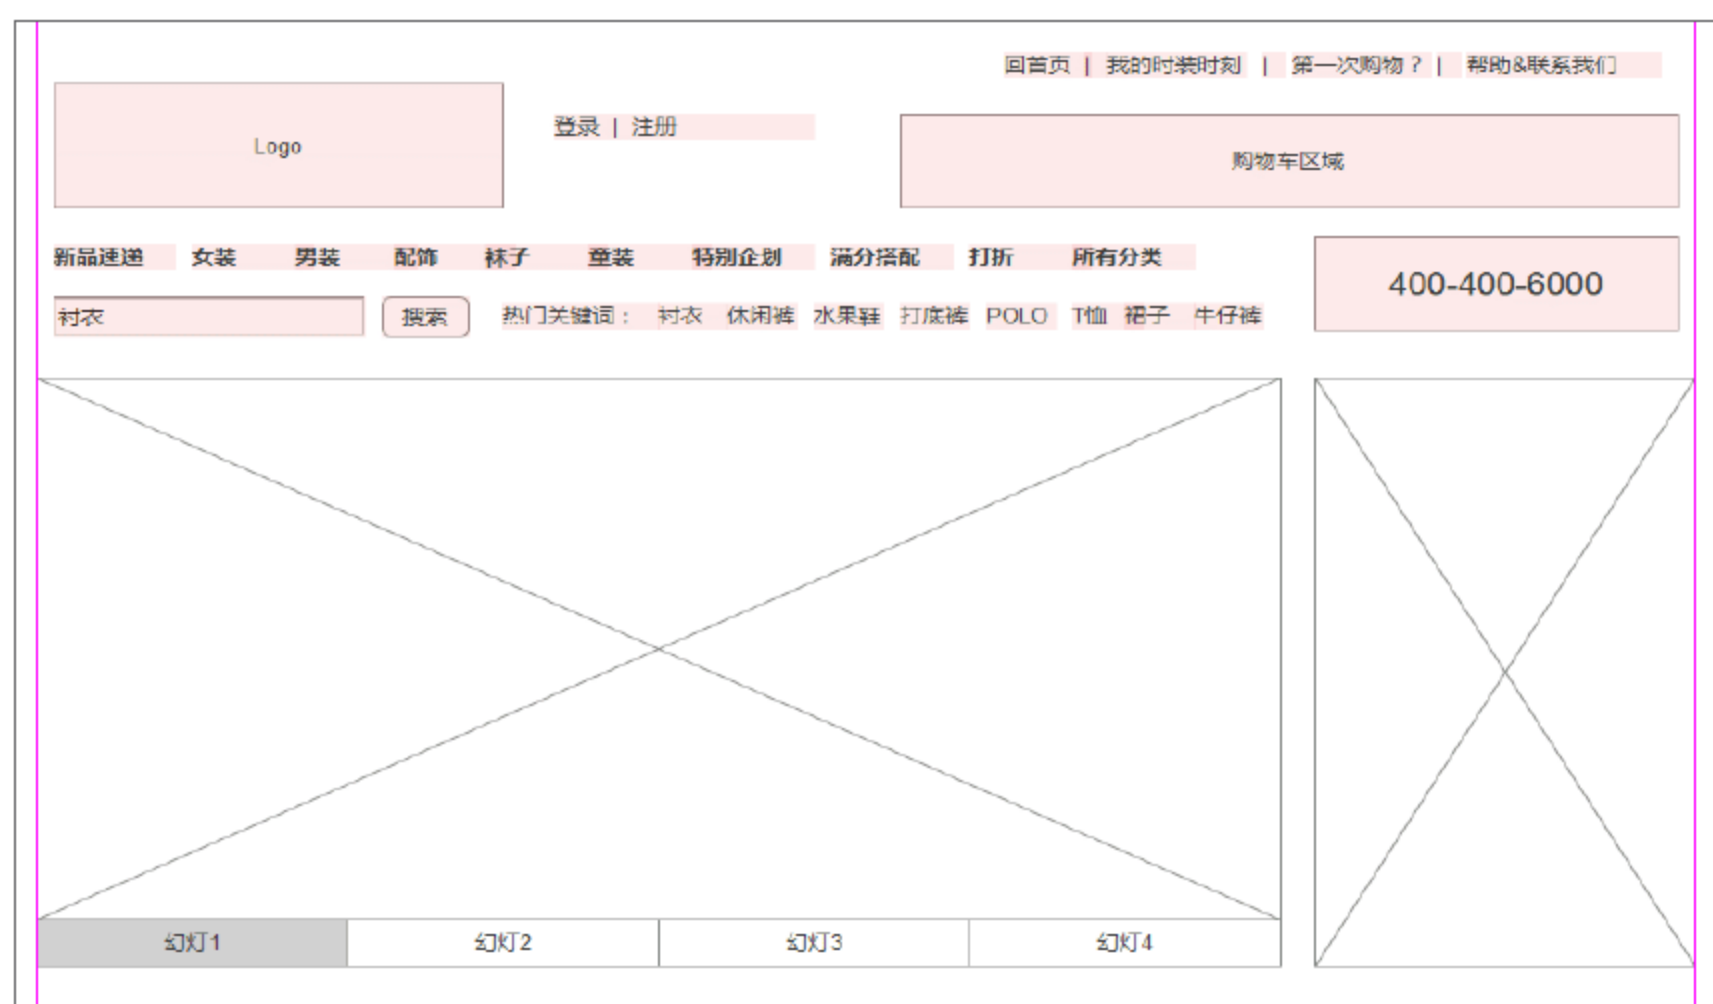 回首页 | 我的时装时刻 | 第一次购物？ | 帮助&联系我们
Logo
登录 | 注册
购物车区域
新品速递 女装 男装 配饰 袜子 童装 特别企划 满分搭配 打折 所有分类
400-400-6000
衬衣 搜索 热门关键词： 衬衣 休闲裤 水果鞋 打底裤 POLO T恤 裙子 牛仔裤
幻灯1 幻灯2 幻灯3 幻灯4